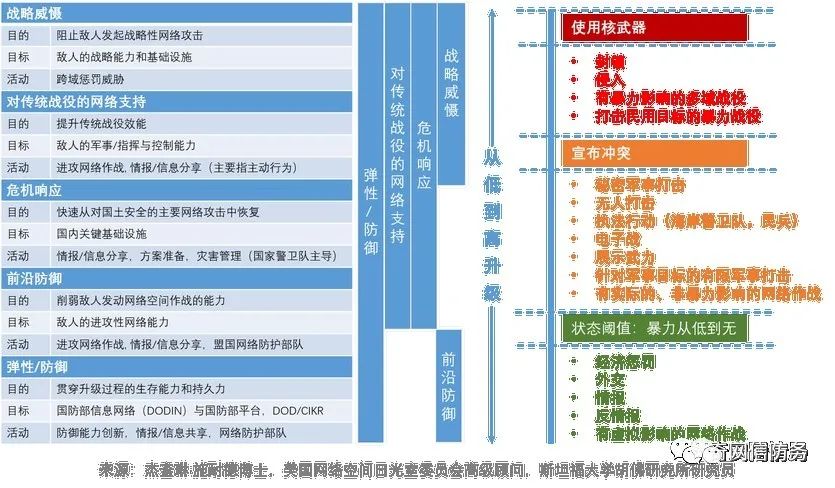 战略威慑
目的 阻止敌人发起战略性网络攻击
目标 敌人的战略能力和基础设施
活动 跨域惩罚威胁
对传统战役的网络支持
目的 提升传统战役效能
目标 敌人的军事/指挥与控制能力
活动 进攻网络作战, 情报/信息分享（主要指主动行为）
危机响应
目的 快速从对国土安全的主要网络攻击中恢复
目标 国内关键基础设施
活动 情报/信息分享，方案准备，灾害管理（国家警卫队主导）
前沿防御
目的 削弱敌人发动网络空间作战的能力
目标 敌人的进攻性网络能力
活动 进攻网络作战, 情报/信息分享，盟国网络防护部队
弹性/防御
目的 贯穿升级过程的生存能力和持久力
目标 国防部信息网络（DODIN）与国防部平台，DOD/CIKR
活动 防御能力创新，情报/信息共享，网络防护部队
弹性/防御
对传统战役的网络支持
危机响应
战略威慑
前沿防御
从低到高升级
使用核武器
• 封锁
• 侵入
• 有暴力影响的多域战役
• 打击民用目标的暴力战役
宣布冲突
• 秘密军事打击
• 无人打击
• 执法行动（海岸警卫队，民兵）
• 电子战
• 展示武力
• 针对军事目标的有限军事打击
• 有实际的、非暴力影响的网络作战
状态阈值：暴力从低到无
• 经济惩罚
• 外交
• 情报
• 反情报
• 有虚拟影响的网络作战
来源：杰奎琳·施耐德博士，美国网络空间日光室委员会高级顾问，斯坦福大学胡佛研究所研究员